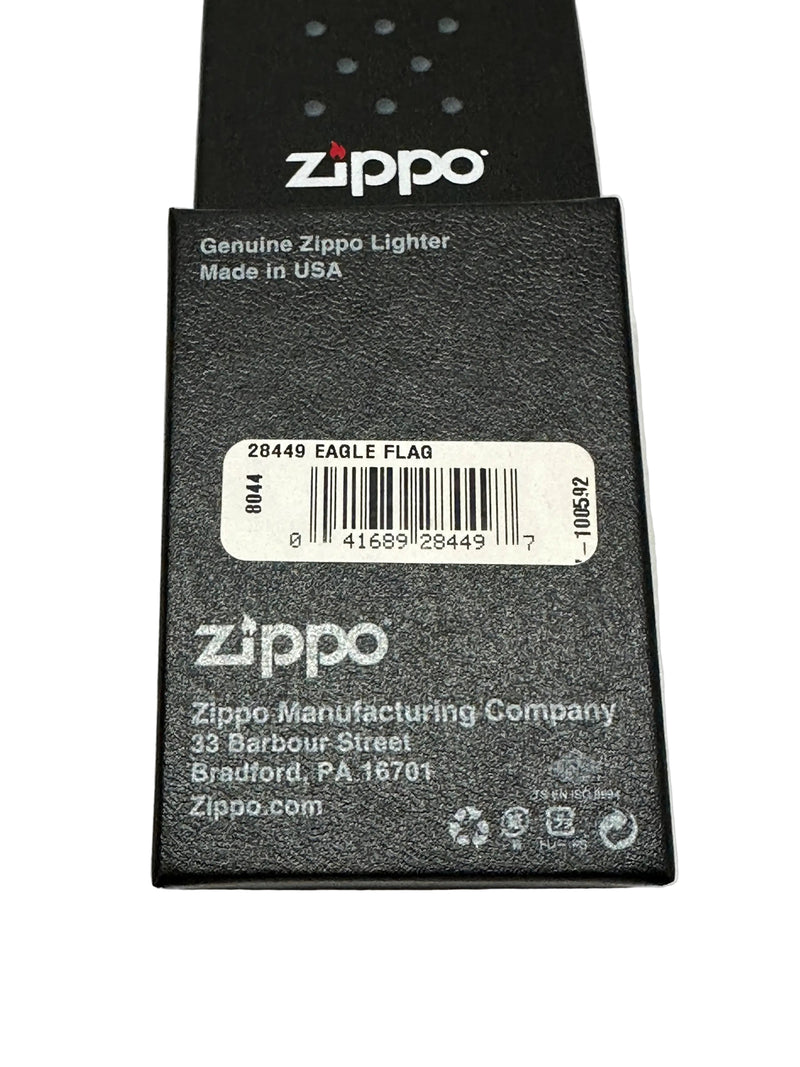 zippo
Genuine Zippo Lighter
Made in USA
28449 EAGLE FLAG
8044
0 41689 28449 7
-100592
zippo
Zippo Manufacturing Company
33 Barbour Street
Bradford, PA 16701
Zippo.com